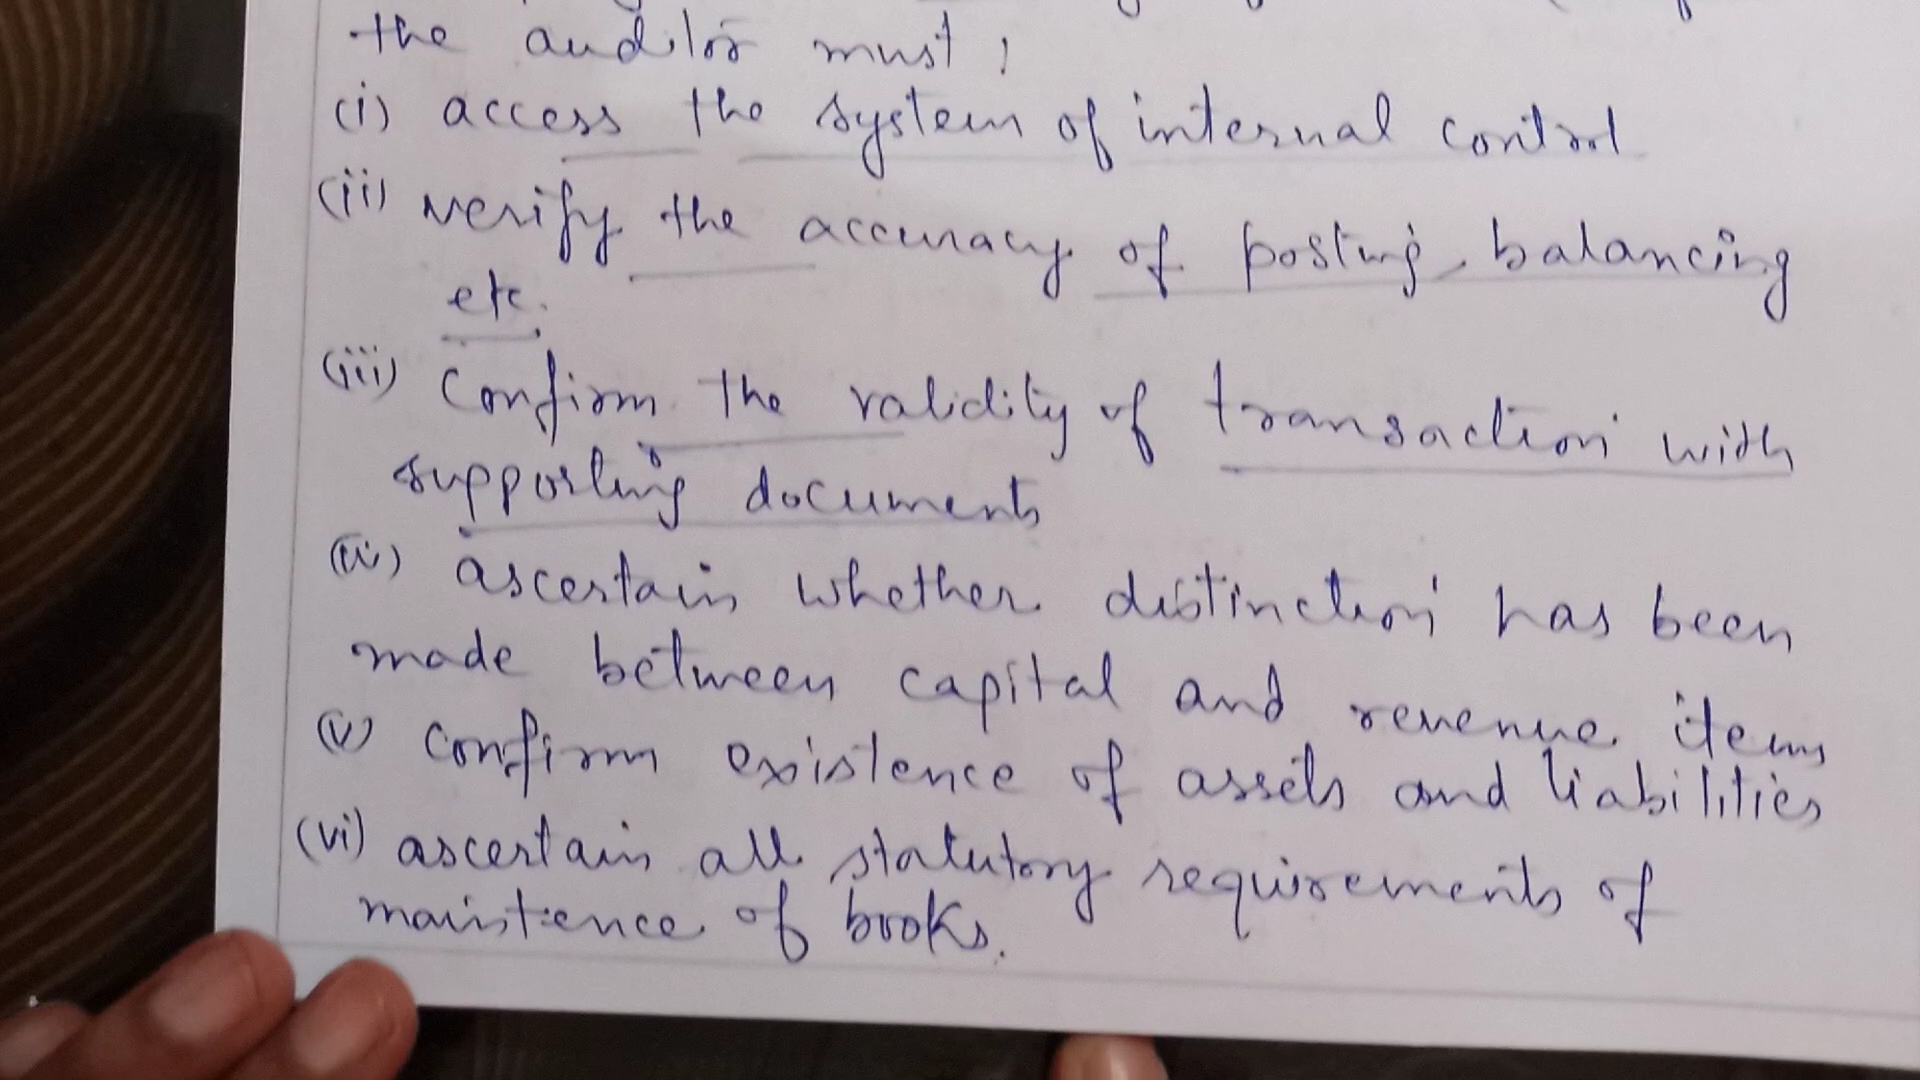 the auditor must :
(i) access the system of internal control
(ii) verify the accuracy of posting, balancing
etc.
(iii) Confirm the validity of transaction with
supporting documents
(iv) ascertain whether distinction has been
made between capital and revenue items
(v) confirm existence of assets and liabilities
(vi) ascertain all statutory requirements of
maintence of books.